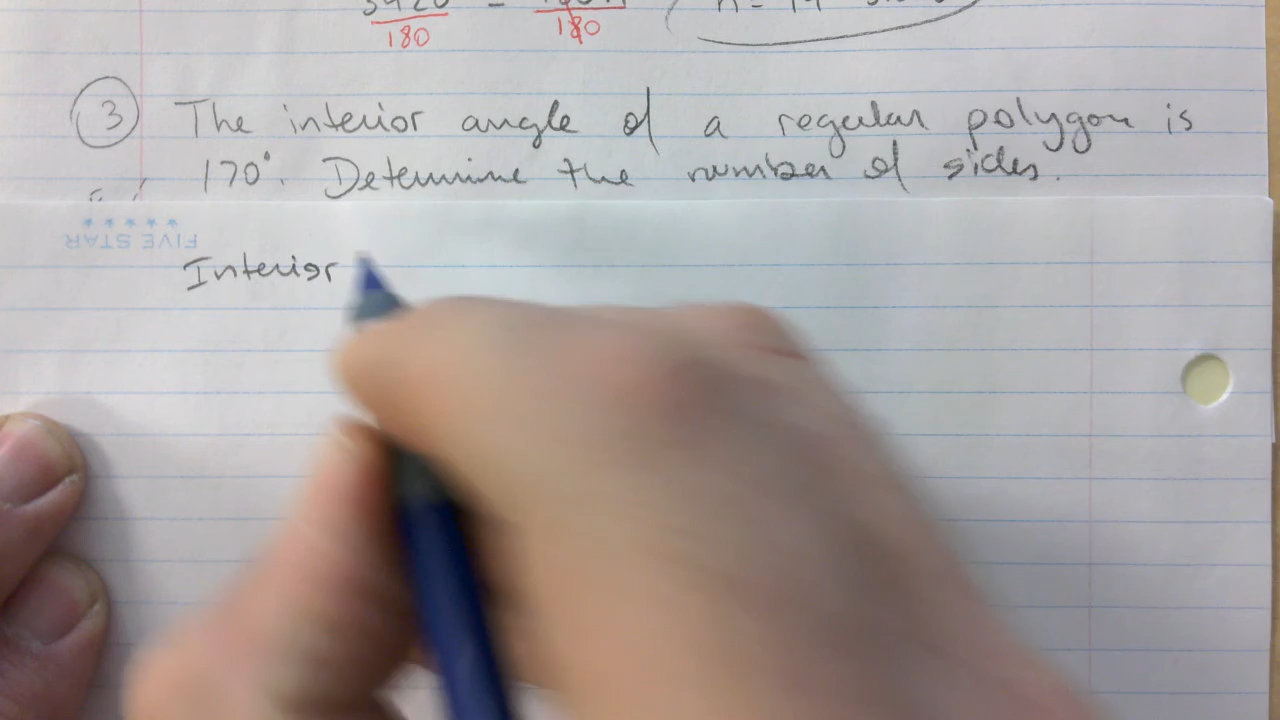 180 180
③ The interior angle of a regular polygon is
170°. Determine the number of sides.
FIVE STAR
Interior